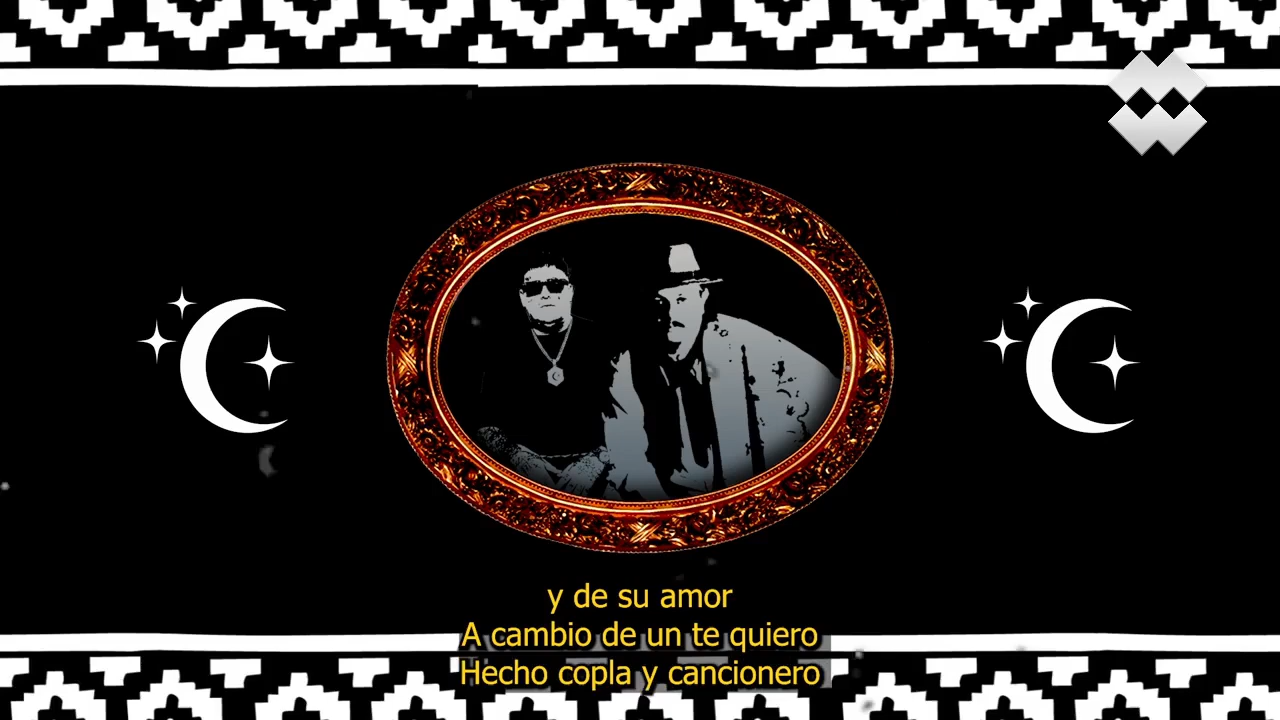 y de su amor
A cambio de un te quiero
Hecho copla y cancionero